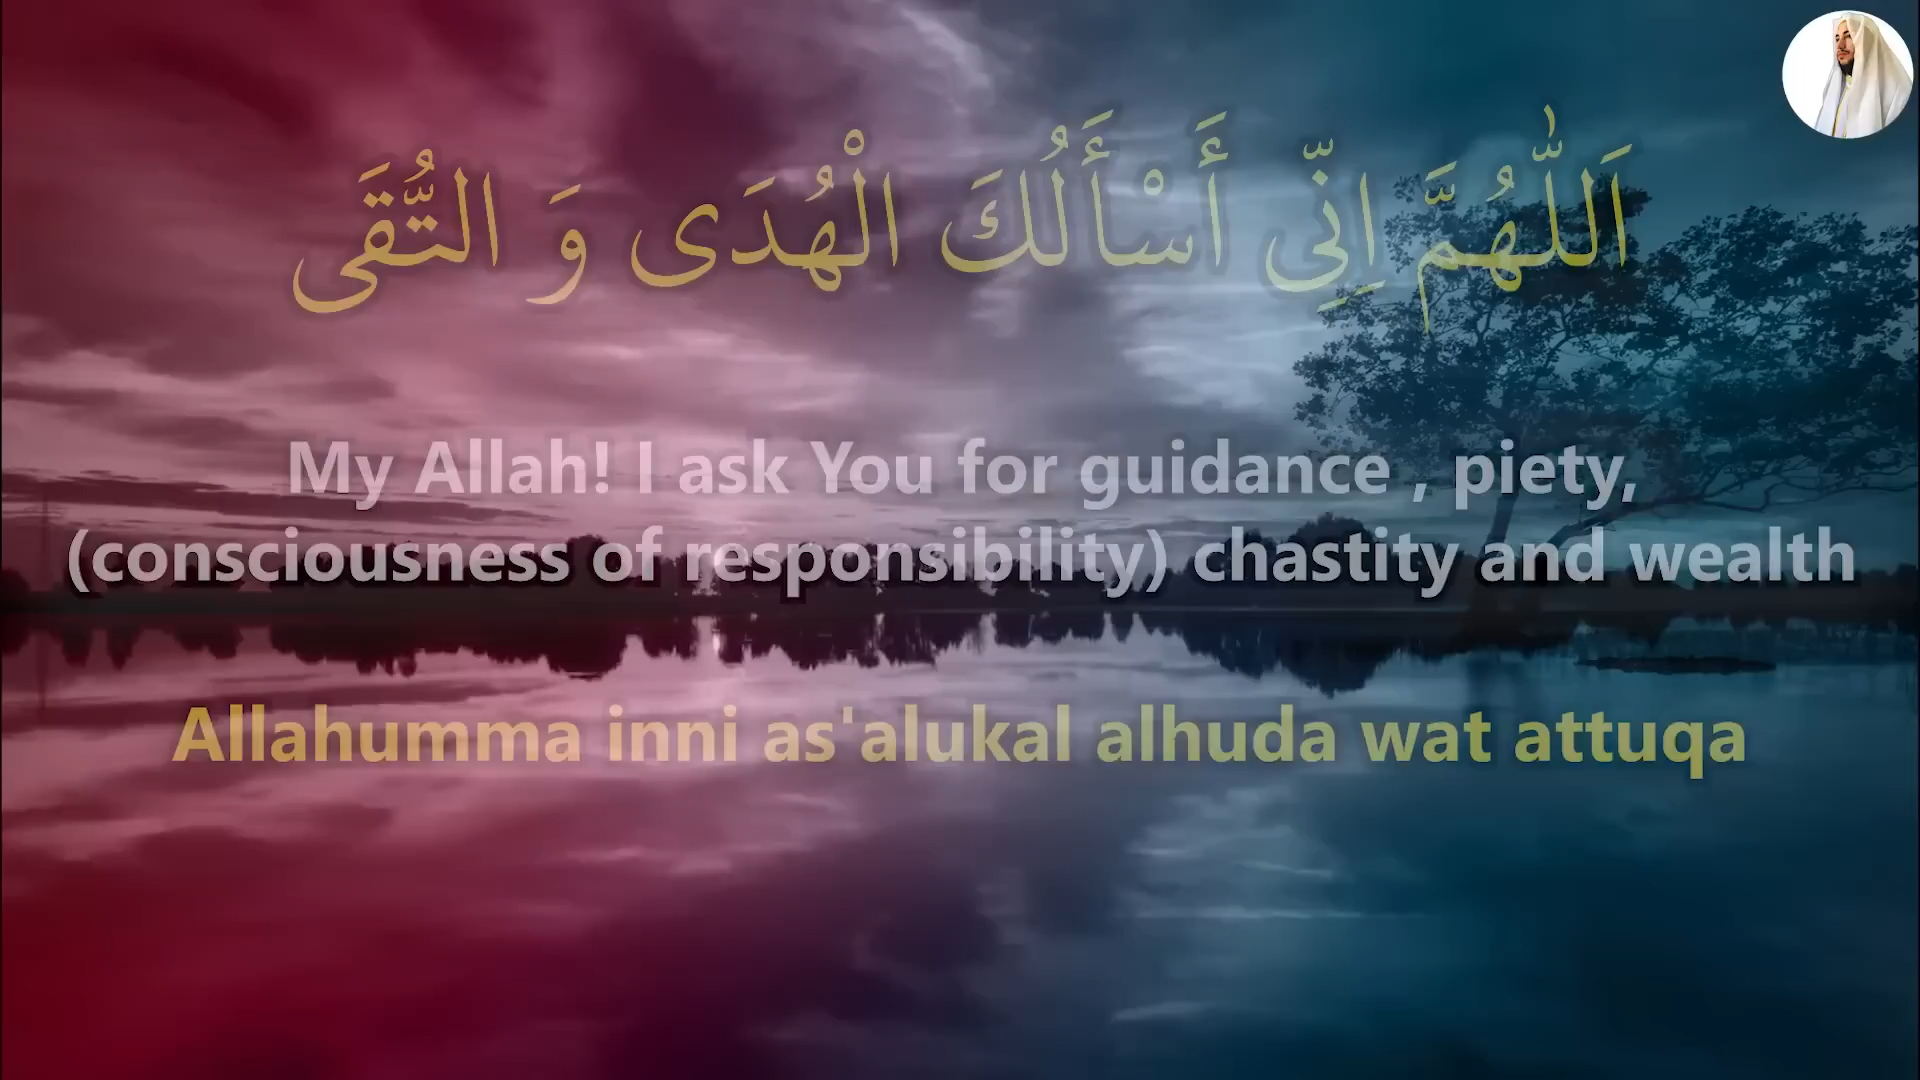 اَللّٰهُمَّ اِنِّي أَسْأَلُكَ الْهُدَى وَ التُّقَى
My Allah! I ask You for guidance , piety,
(consciousness of responsibility) chastity and wealth
Allahumma inni as'alukal alhuda wat attuqa